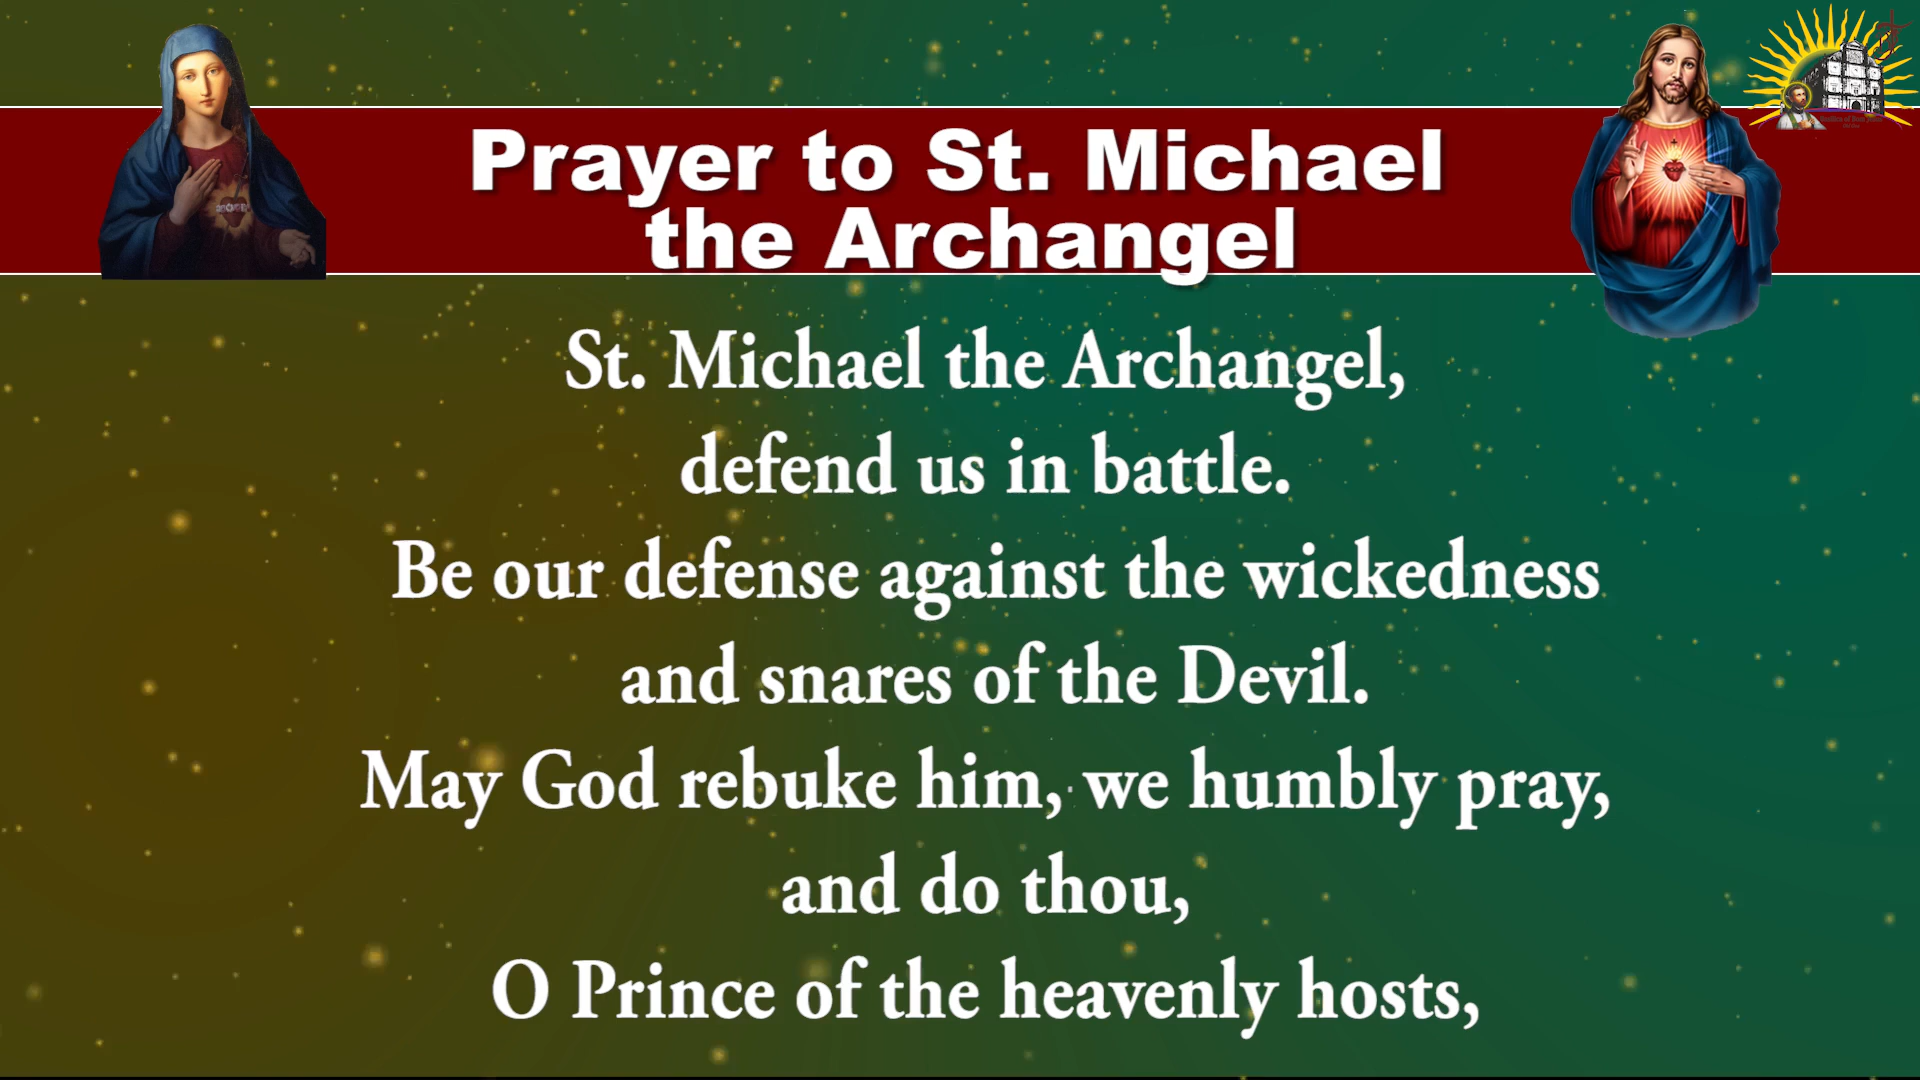 Prayer to St. Michael
the Archangel
St. Michael the Archangel,
defend us in battle.
Be our defense against the wickedness
and snares of the Devil.
May God rebuke him, we humbly pray,
and do thou,
O Prince of the heavenly hosts,